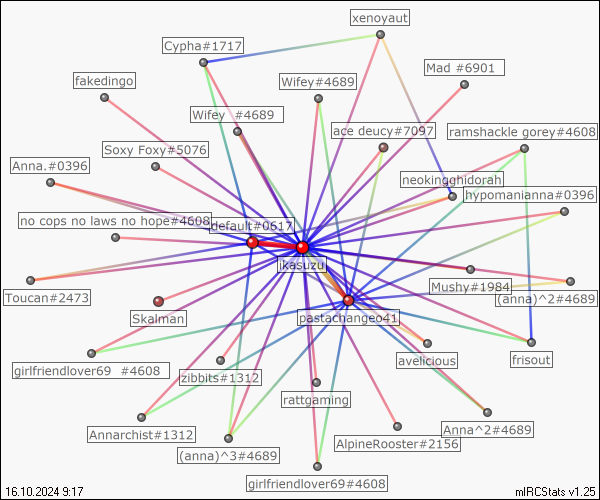 xenoyaut
Cypha#1717
Mad #6901
fakedingo
Wifey#4689
Wifey  #4689
ace deucy#7097
ramshackle gorey#4608
Soxy Foxy#5076
Anna.#0396
neokingghidorah
hypomanianna#0396
no cops no laws no hope#4608
default#0617
ikasuzu
Mushy#1984
(anna)^2#4689
Toucan#2473
Skalman
pastachangeo41
avelicious
frisout
girlfriendlover69  #4608
zibbits#1312
rattgaming
Annarchist#1312
Anna^2#4689
AlpineRooster#2156
(anna)^3#4689
girlfriendlover69#4608
16.10.2024 9:17
mIRCStats v1.25